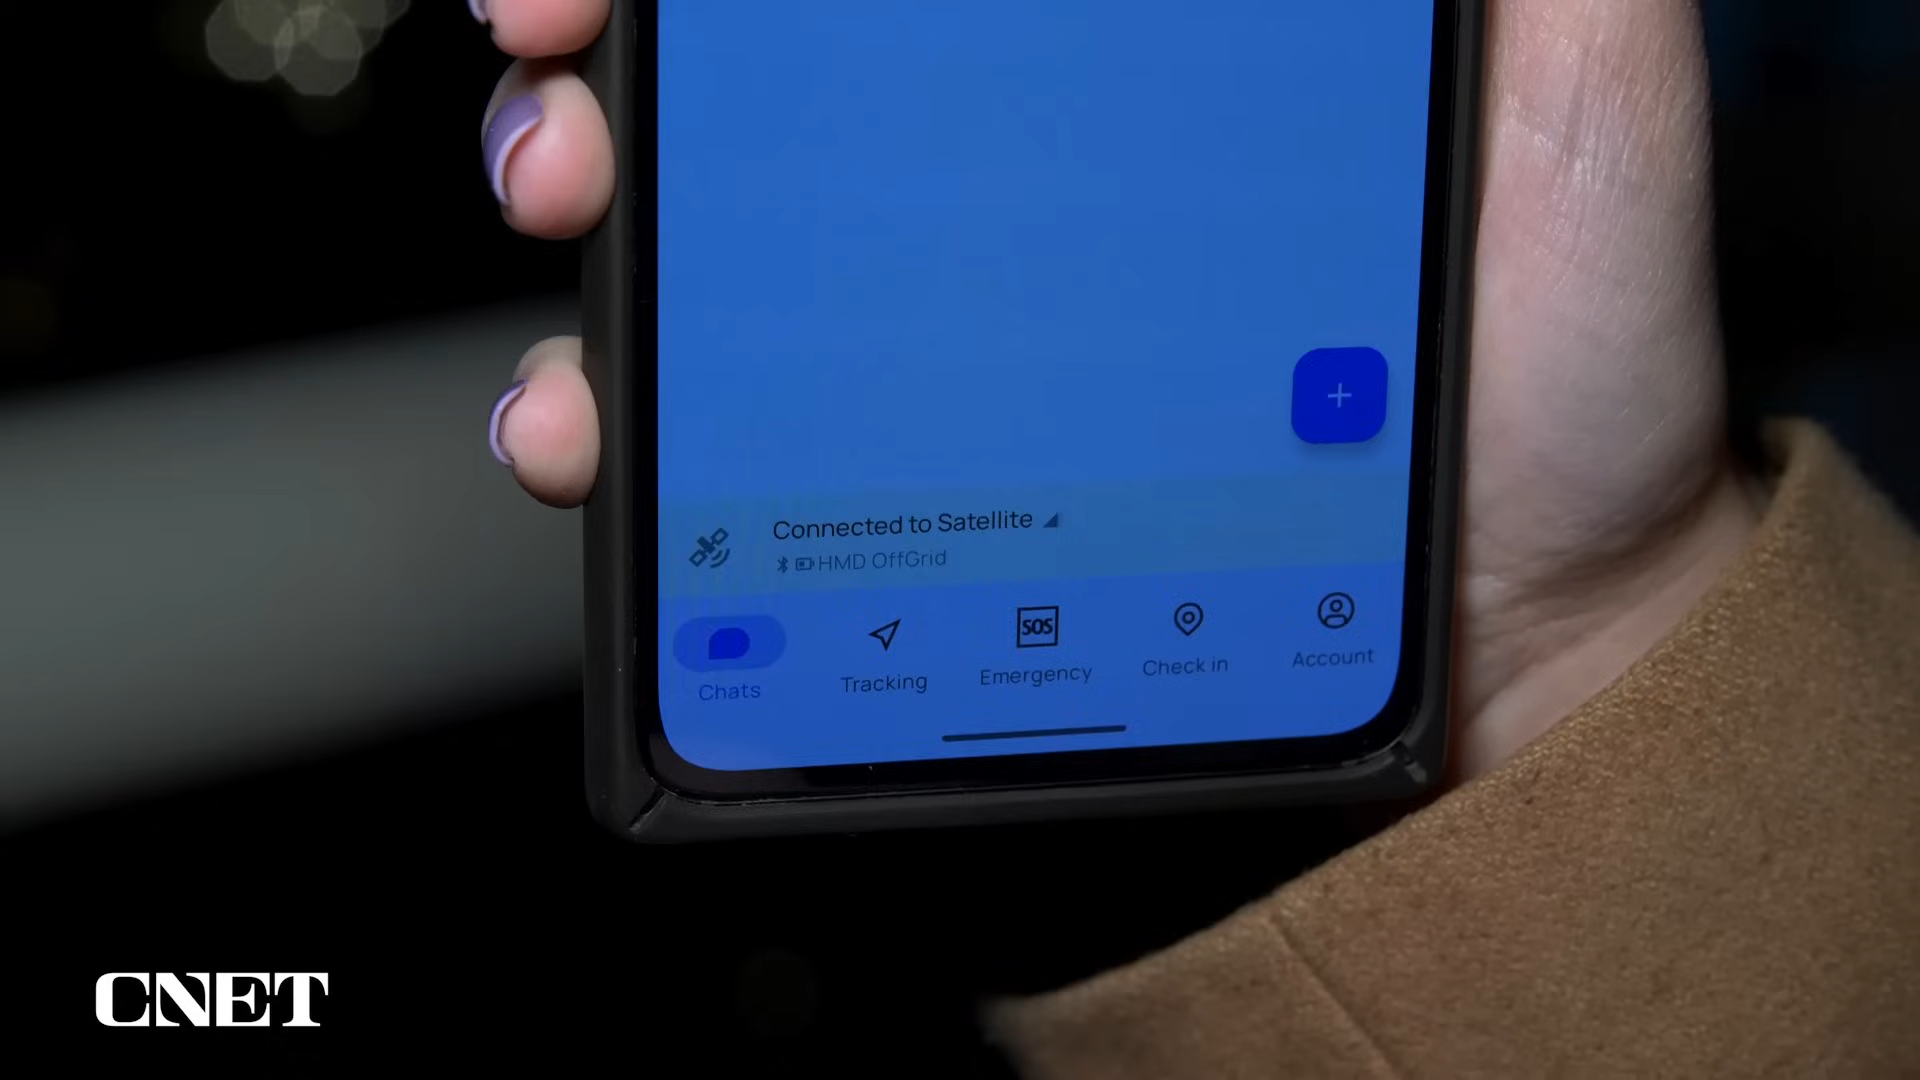 Connected to Satellite
HMD OffGrid
SOS
Chats
Tracking
Emergency
Check in
Account
CNET